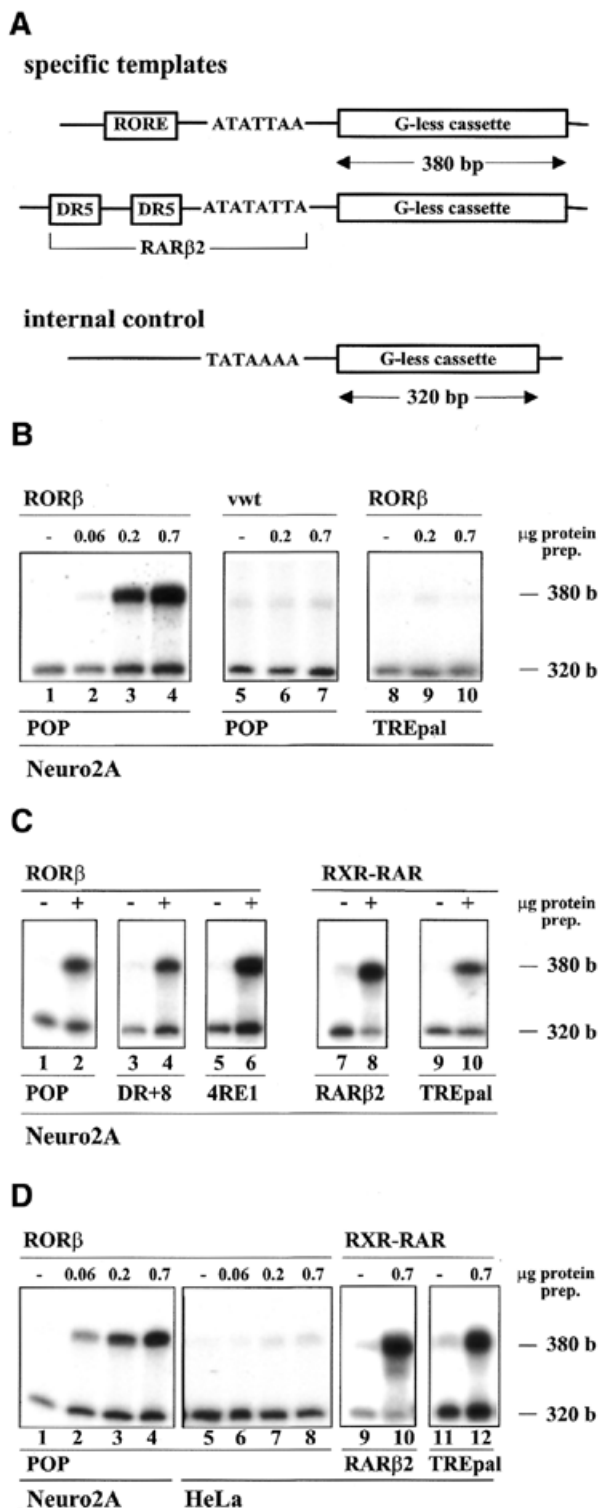 A
specific templates
RORE ATATTAA G-less cassette
380 bp
DR5 DR5 ATATATTA G-less cassette
RARβ2
internal control
TATAAAA G-less cassette
320 bp
B
RORβ vwt RORβ
- 0.06 0.2 0.7 - 0.2 0.7 - 0.2 0.7 μg protein
prep.
— 380 b
— 320 b
1 2 3 4 5 6 7 8 9 10
POP POP TREpal
Neuro2A
C
RORβ RXR-RAR
- + - + - + - + - + μg protein
prep.
— 380 b
— 320 b
1 2 3 4 5 6 7 8 9 10
POP DR+8 4RE1 RARβ2 TREpal
Neuro2A
D
RORβ RXR-RAR
- 0.06 0.2 0.7 - 0.06 0.2 0.7 - 0.7 - 0.7 μg protein
prep.
— 380 b
— 320 b
1 2 3 4 5 6 7 8 9 10 11 12
POP RARβ2 TREpal
Neuro2A HeLa